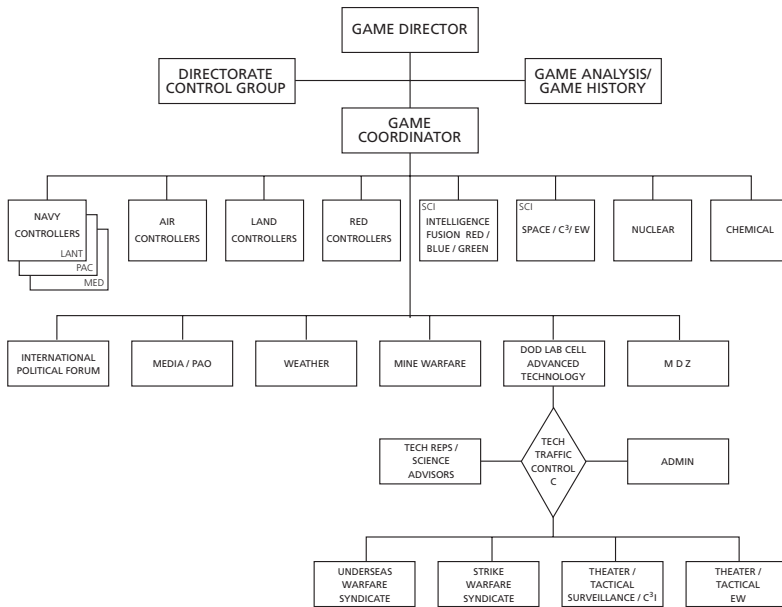 GAME DIRECTOR
DIRECTORATE
CONTROL GROUP
GAME ANALYSIS/
GAME HISTORY
GAME
COORDINATOR
NAVY
CONTROLLERS
LANT
PAC
MED
AIR
CONTROLLERS
LAND
CONTROLLERS
RED
CONTROLLERS
SCI
INTELLIGENCE
FUSION RED /
BLUE / GREEN
SCI
SPACE / C³/ EW
NUCLEAR
CHEMICAL
INTERNATIONAL
POLITICAL FORUM
MEDIA / PAO
WEATHER
MINE WARFARE
DOD LAB CELL
ADVANCED
TECHNOLOGY
M D Z
TECH REPS /
SCIENCE
ADVISORS
TECH
TRAFFIC
CONTROL
C
ADMIN
UNDERSEAS
WARFARE
SYNDICATE
STRIKE
WARFARE
SYNDICATE
THEATER /
TACTICAL
SURVEILLANCE / C³I
THEATER /
TACTICAL
EW